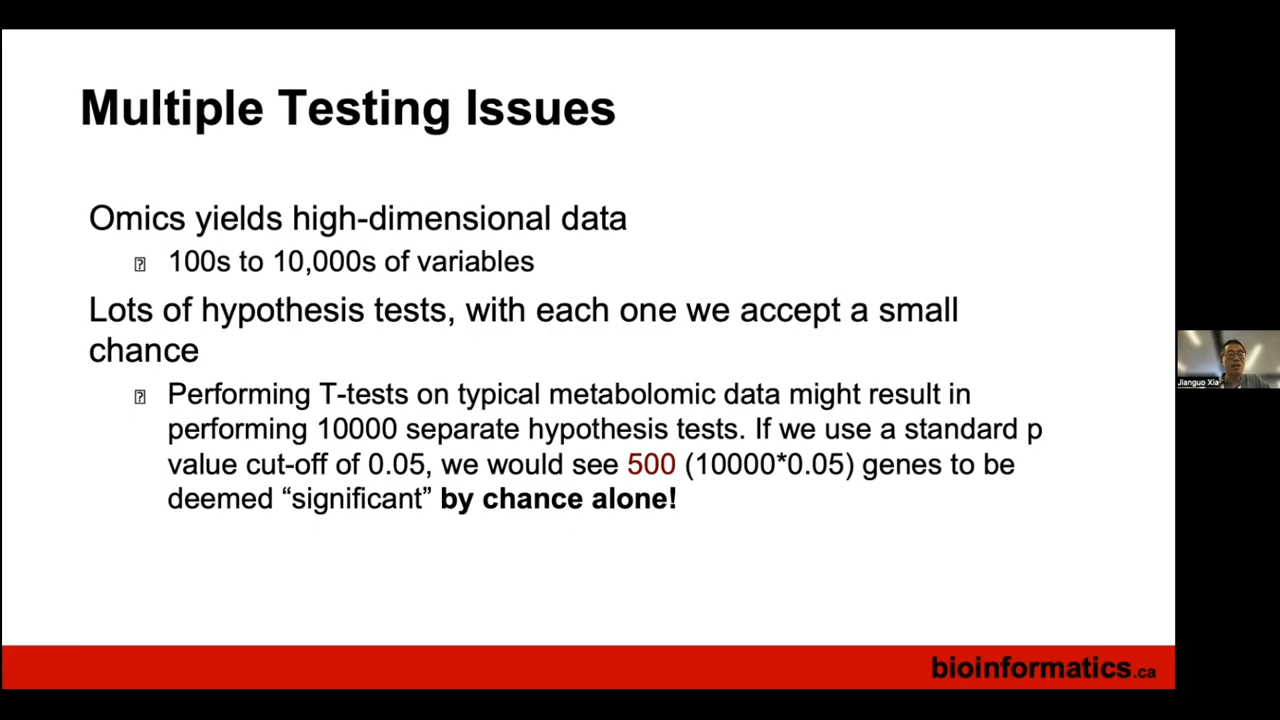 Multiple Testing Issues
Omics yields high-dimensional data
100s to 10,000s of variables
Lots of hypothesis tests, with each one we accept a small
chance
Performing T-tests on typical metabolomic data might result in
performing 10000 separate hypothesis tests. If we use a standard p
value cut-off of 0.05, we would see 500 (10000*0.05) genes to be
deemed “significant” by chance alone!
Jianguo Xia
bioinformatics.ca